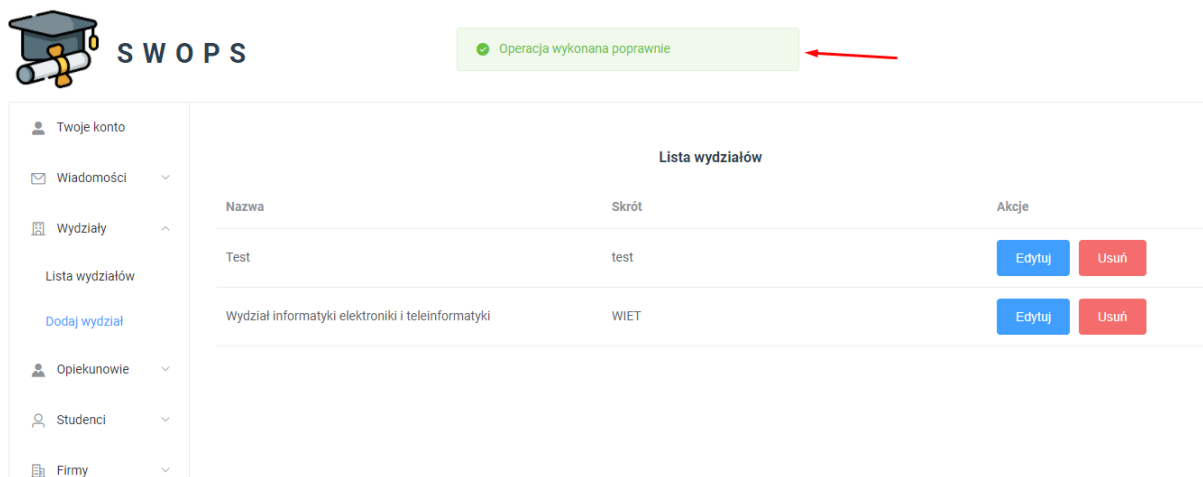 SWOPS
Operacja wykonana poprawnie
Twoje konto
Wiadomości
Wydziały
Lista wydziałów
Dodaj wydział
Opiekunowie
Studenci
Firmy
Lista wydziałów
Nazwa Skrót Akcje
Test test Edytuj Usuń
Wydział informatyki elektroniki i teleinformatyki WIET Edytuj Usuń